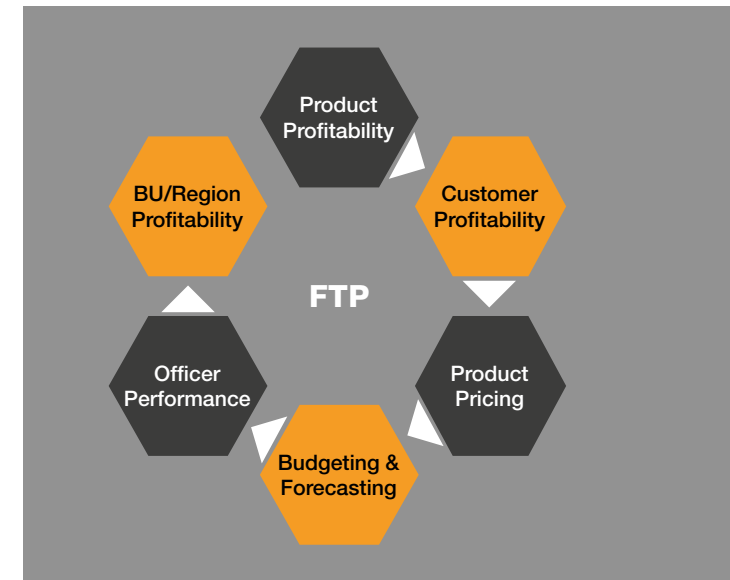 Product
Profitability
BU/Region
Profitability
Customer
Profitability
FTP
Officer
Performance
Product
Pricing
Budgeting &
Forecasting